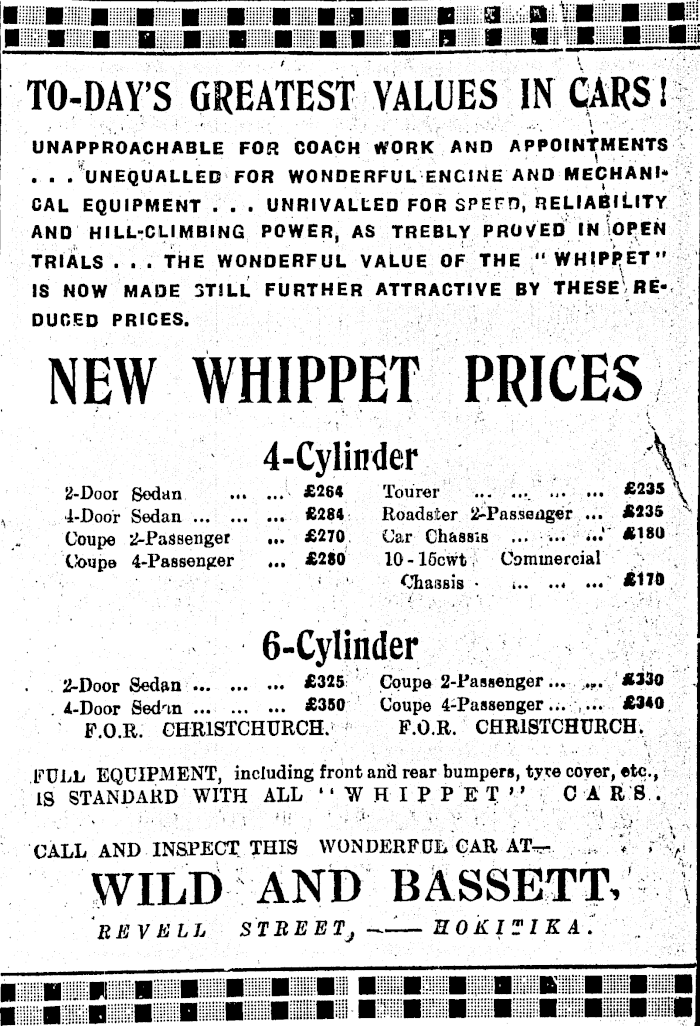 TO-DAY'S GREATEST VALUES IN CARS!
UNAPPROACHABLE FOR COACH WORK AND APPOINTMENTS
. . . UNEQUALLED FOR WONDERFUL ENGINE AND MECHANI-
CAL EQUIPMENT . . . UNRIVALLED FOR SPEED, RELIABILITY
AND HILL-CLIMBING POWER, AS TREBLY PROVED IN OPEN
TRIALS . . . THE WONDERFUL VALUE OF THE "WHIPPET"
IS NOW MADE STILL FURTHER ATTRACTIVE BY THESE RE-
DUCED PRICES.
NEW WHIPPET PRICES
4-Cylinder
2-Door Sedan ... ... £264
4-Door Sedan ... ... ... £284
Coupe 2-Passenger ... £270
Coupe 4-Passenger ... £280
Tourer ... ... ... ... £235
Roadster 2-Passenger ... £235
Car Chassis ... ... ... £180
10-15cwt Commercial
Chassis ... ... ... £170
6-Cylinder
2-Door Sedan ... ... ... £325
4-Door Sedan ... ... ... £350
F.O.R. CHRISTCHURCH.
Coupe 2-Passenger ... ... £330
Coupe 4-Passenger ... ... £340
F.O.R. CHRISTCHURCH.
FULL EQUIPMENT, including front and rear bumpers, tyre cover, etc.,
IS STANDARD WITH ALL "WHIPPET" CARS.
CALL AND INSPECT THIS WONDERFUL CAR AT—
WILD AND BASSETT,
REVELL STREET, —— HOKITIKA.